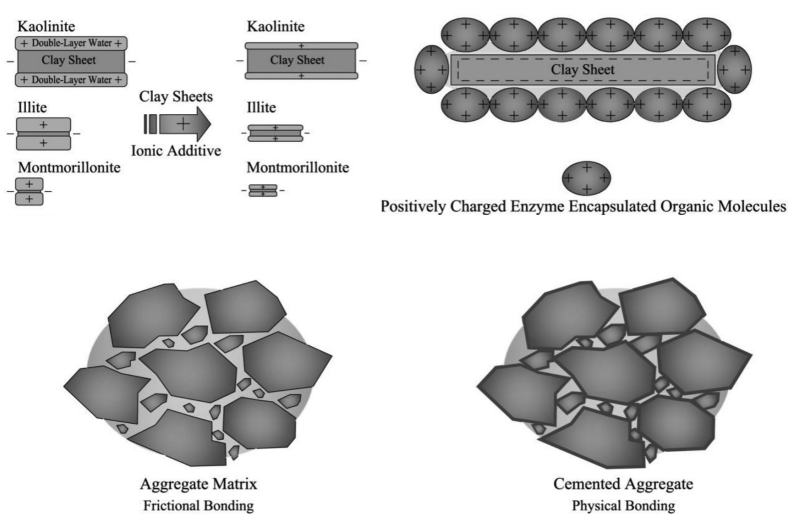 Kaolinite
+ Double-Layer Water +
Clay Sheet
+ Double-Layer Water +
Illite
Montmorillonite
Clay Sheets
Ionic Additive
Kaolinite
Clay Sheet
Illite
Montmorillonite
Clay Sheet
Positively Charged Enzyme Encapsulated Organic Molecules
Aggregate Matrix
Frictional Bonding
Cemented Aggregate
Physical Bonding